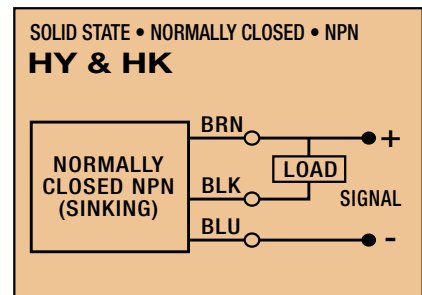 SOLID STATE • NORMALLY CLOSED • NPN
HY & HK
BRN
+
NORMALLY
CLOSED NPN
(SINKING)
LOAD
BLK
SIGNAL
BLU
-